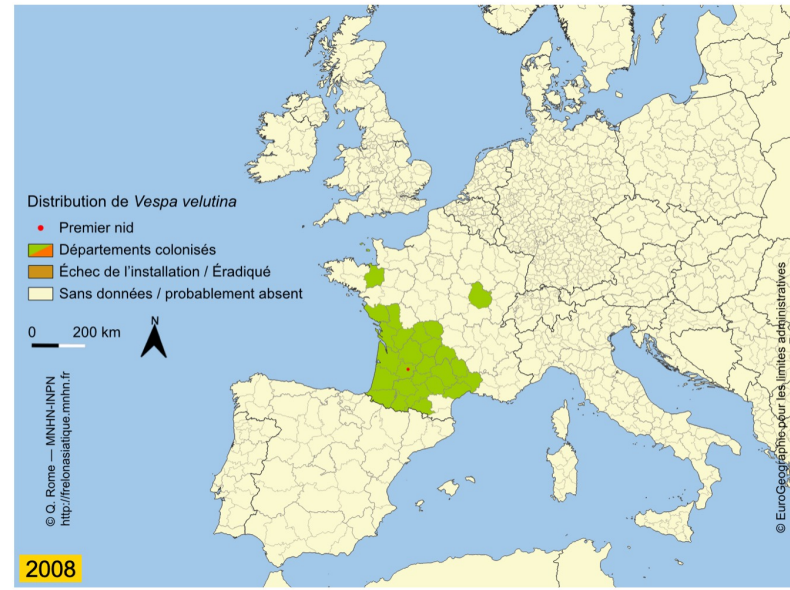 Distribution de Vespa velutina
Premier nid
Départements colonisés
Échec de l'installation / Éradiqué
Sans données / probablement absent
0 200 km
N
© Q. Rome — MNHN-INPN
http://frelonasiatique.mnhn.fr
© EuroGeographic pour les limites administratives
2008